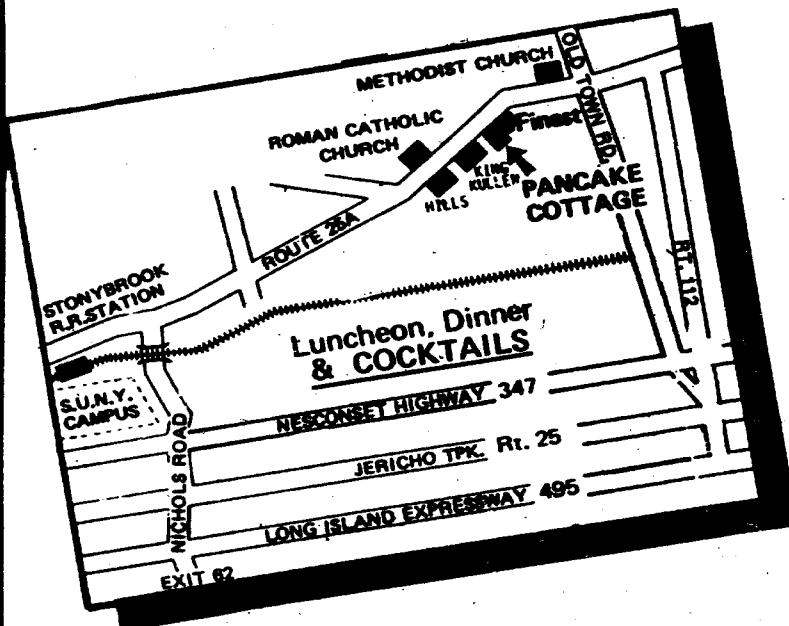 METHODIST CHURCH
OLD TOWN RD.
ROMAN CATHOLIC
CHURCH
Finest
KING
KULLEN
HILLS
PANCAKE
COTTAGE
ROUTE 25A
RT. 112
STONYBROOK
R.R. STATION
Luncheon, Dinner
& COCKTAILS
S.U.N.Y.
CAMPUS
NESCONSET HIGHWAY 347
JERICHO TPK. Rt. 25
NICHOLS ROAD
LONG ISLAND EXPRESSWAY 495
EXIT 62